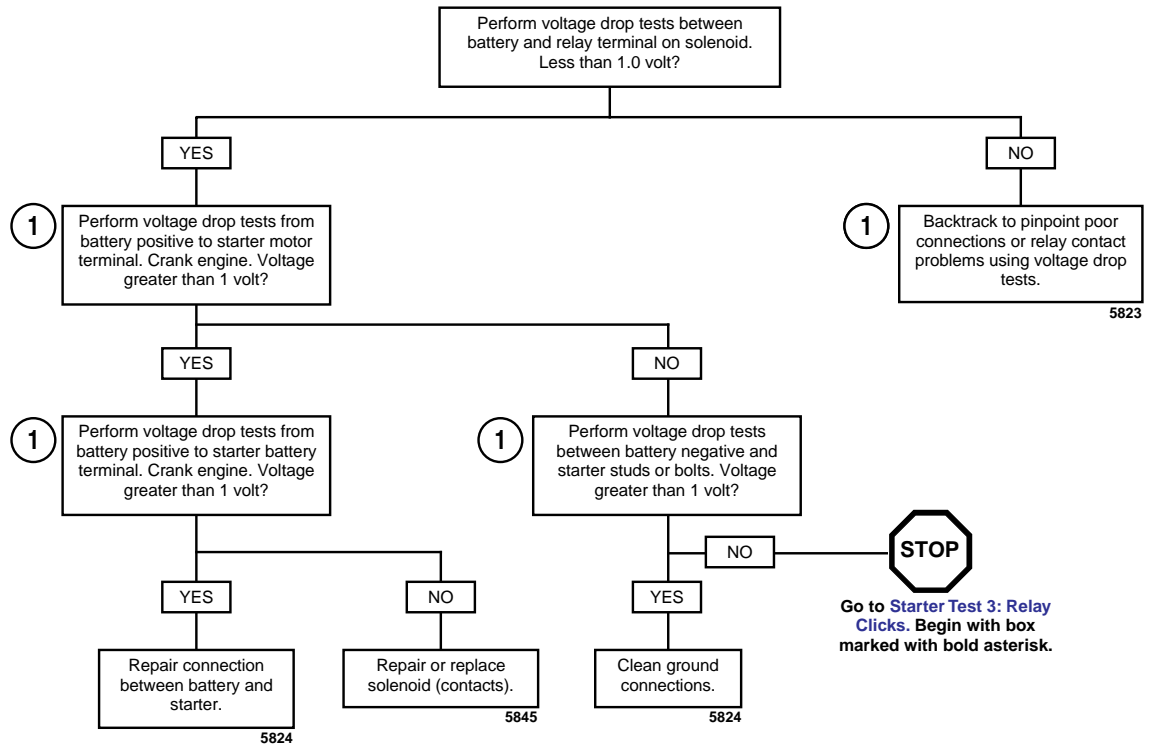 Perform voltage drop tests between
battery and relay terminal on solenoid.
Less than 1.0 volt?
YES
NO
1
Perform voltage drop tests from
battery positive to starter motor
terminal. Crank engine. Voltage
greater than 1 volt?
1
Backtrack to pinpoint poor
connections or relay contact
problems using voltage drop
tests.
5823
YES
NO
1
Perform voltage drop tests from
battery positive to starter battery
terminal. Crank engine. Voltage
greater than 1 volt?
1
Perform voltage drop tests
between battery negative and
starter studs or bolts. Voltage
greater than 1 volt?
NO
STOP
Go to Starter Test 3: Relay
Clicks. Begin with box
marked with bold asterisk.
YES
NO
YES
Repair connection
between battery and
starter.
5824
Repair or replace
solenoid (contacts).
5845
Clean ground
connections.
5824